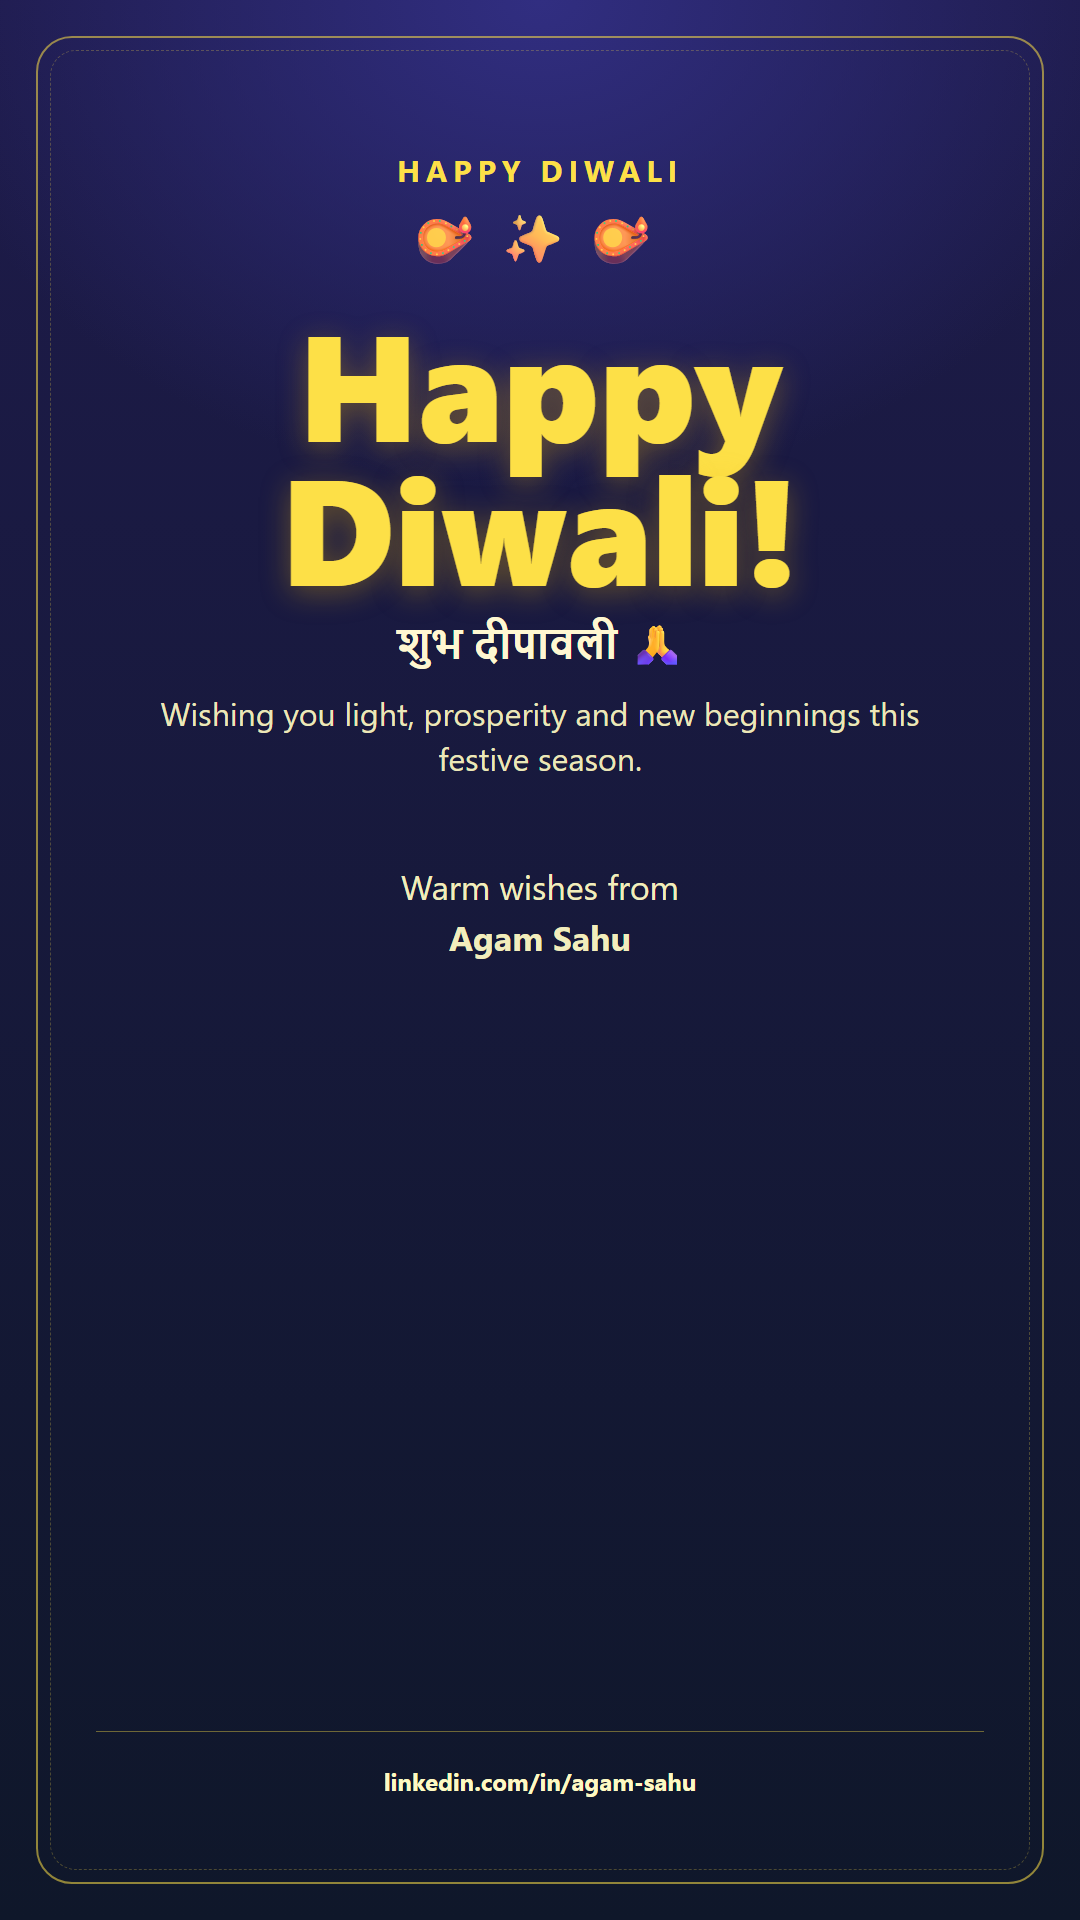 HAPPY DIWALI
Happy
Diwali!
शुभ दीपावली 🙏
Wishing you light, prosperity and new beginnings this
festive season.
Warm wishes from
Agam Sahu
linkedin.com/in/agam-sahu